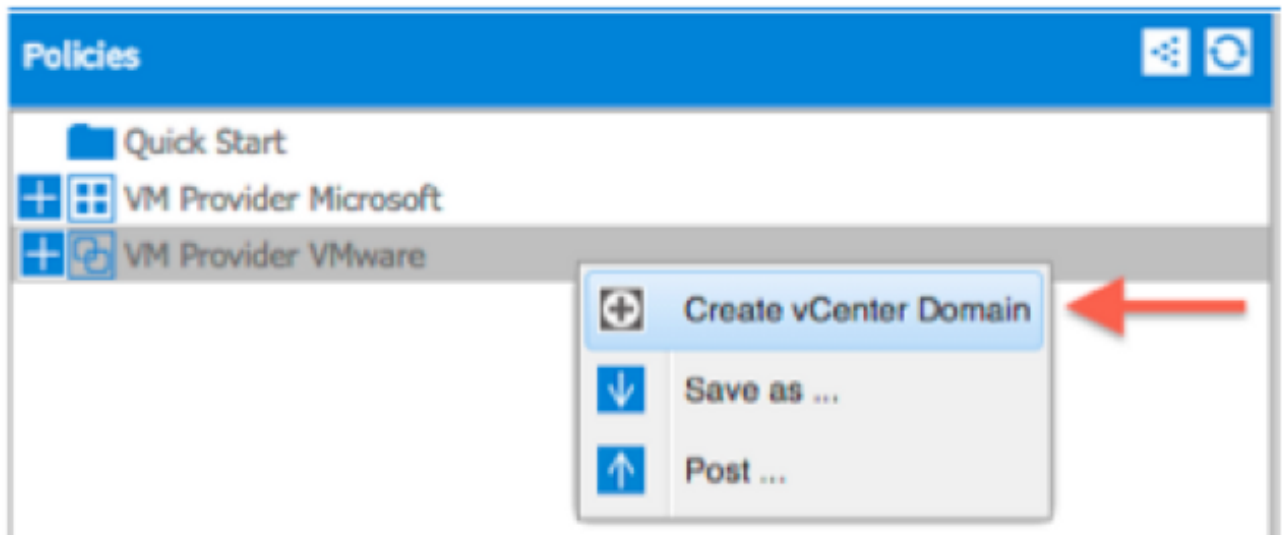 Policies
Quick Start
VM Provider Microsoft
VM Provider VMware
Create vCenter Domain
Save as ...
Post ...